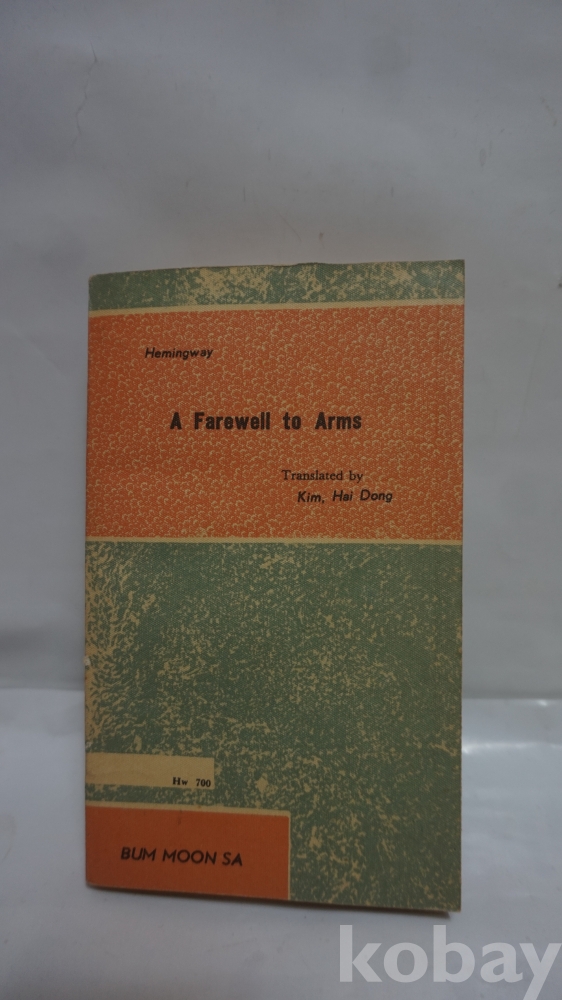 Hemingway
A Farewell to Arms
Translated by
Kim, Hai Dong
Hw 700
BUM MOON SA
kobay